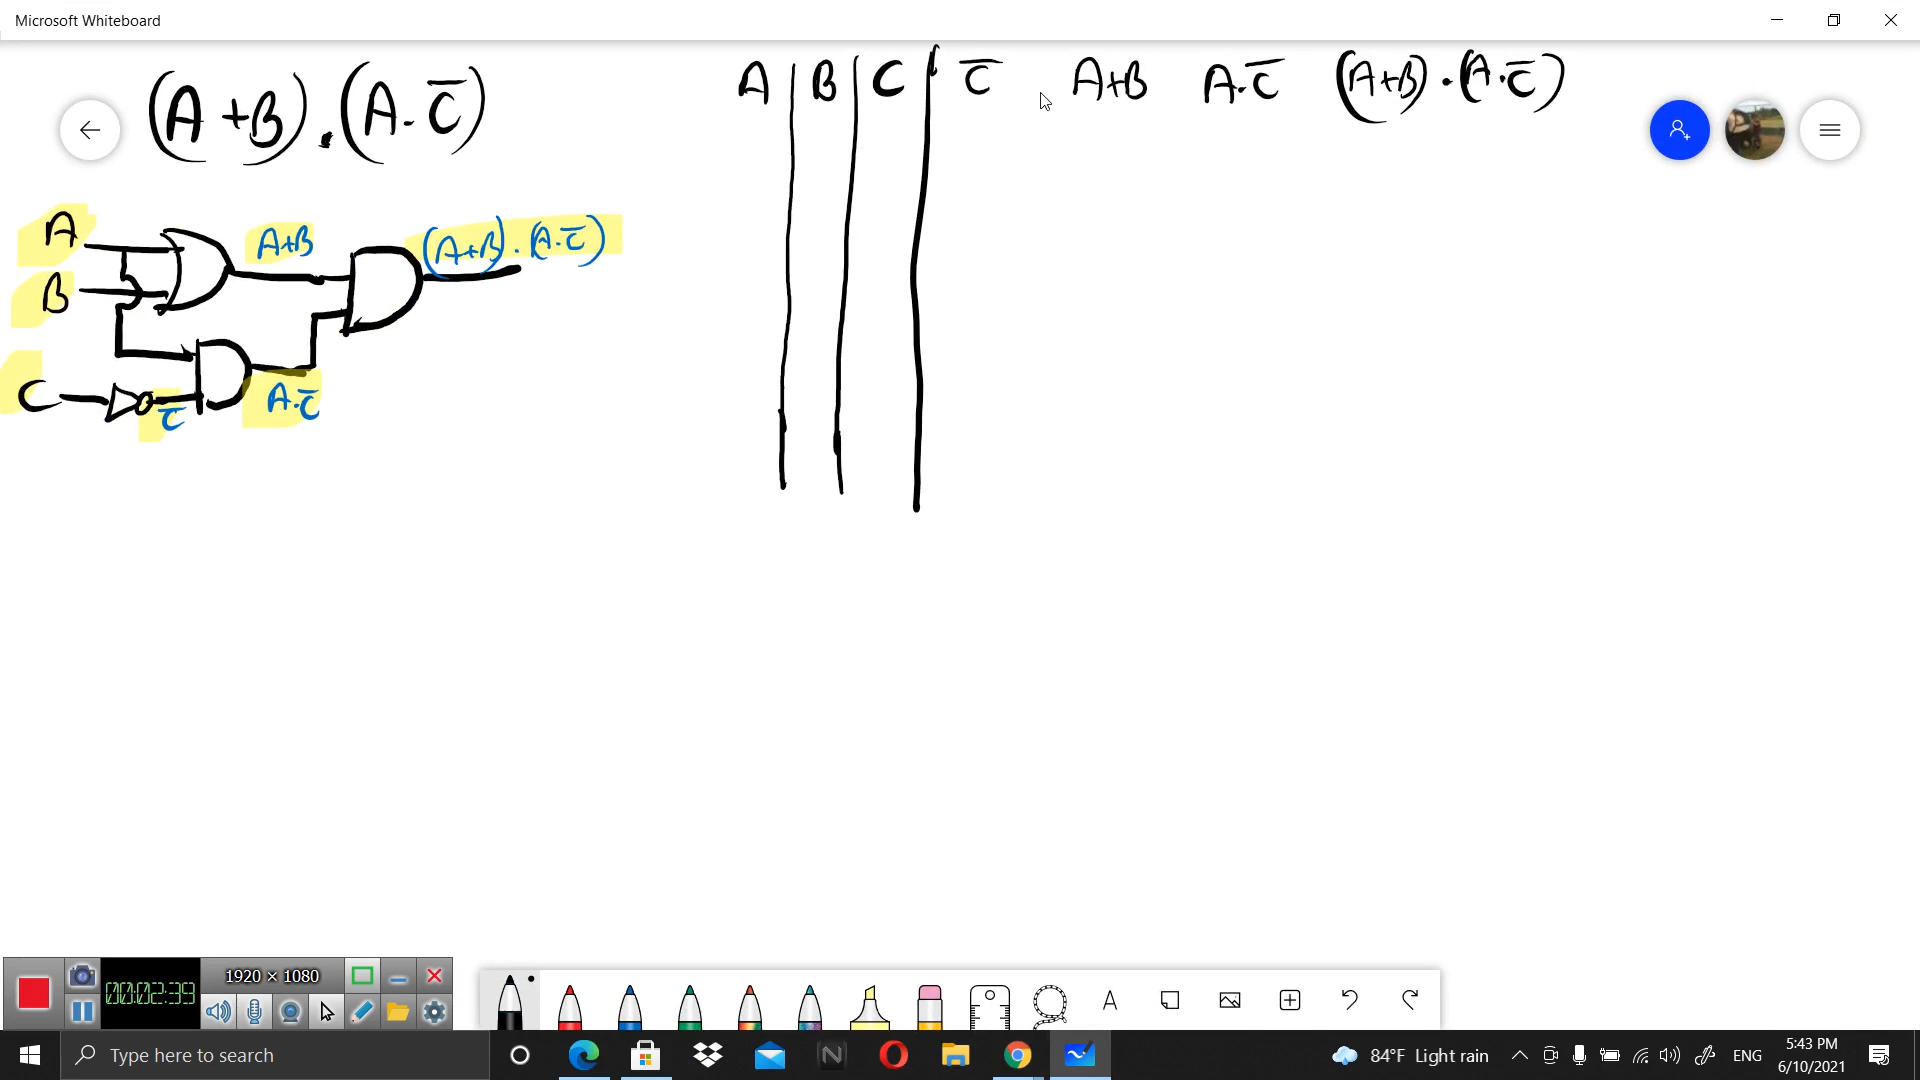 Microsoft Whiteboard
(A+B).(A.C̅)
A B C C̅ A+B A.C̅ (A+B).(A.C̅)
A
A+B
(A+B).(A.C̅)
B
C
C̅
A.C̅
1920 × 1080
00:02:39
A
Type here to search
N
84°F Light rain
ENG
5:43 PM
6/10/2021